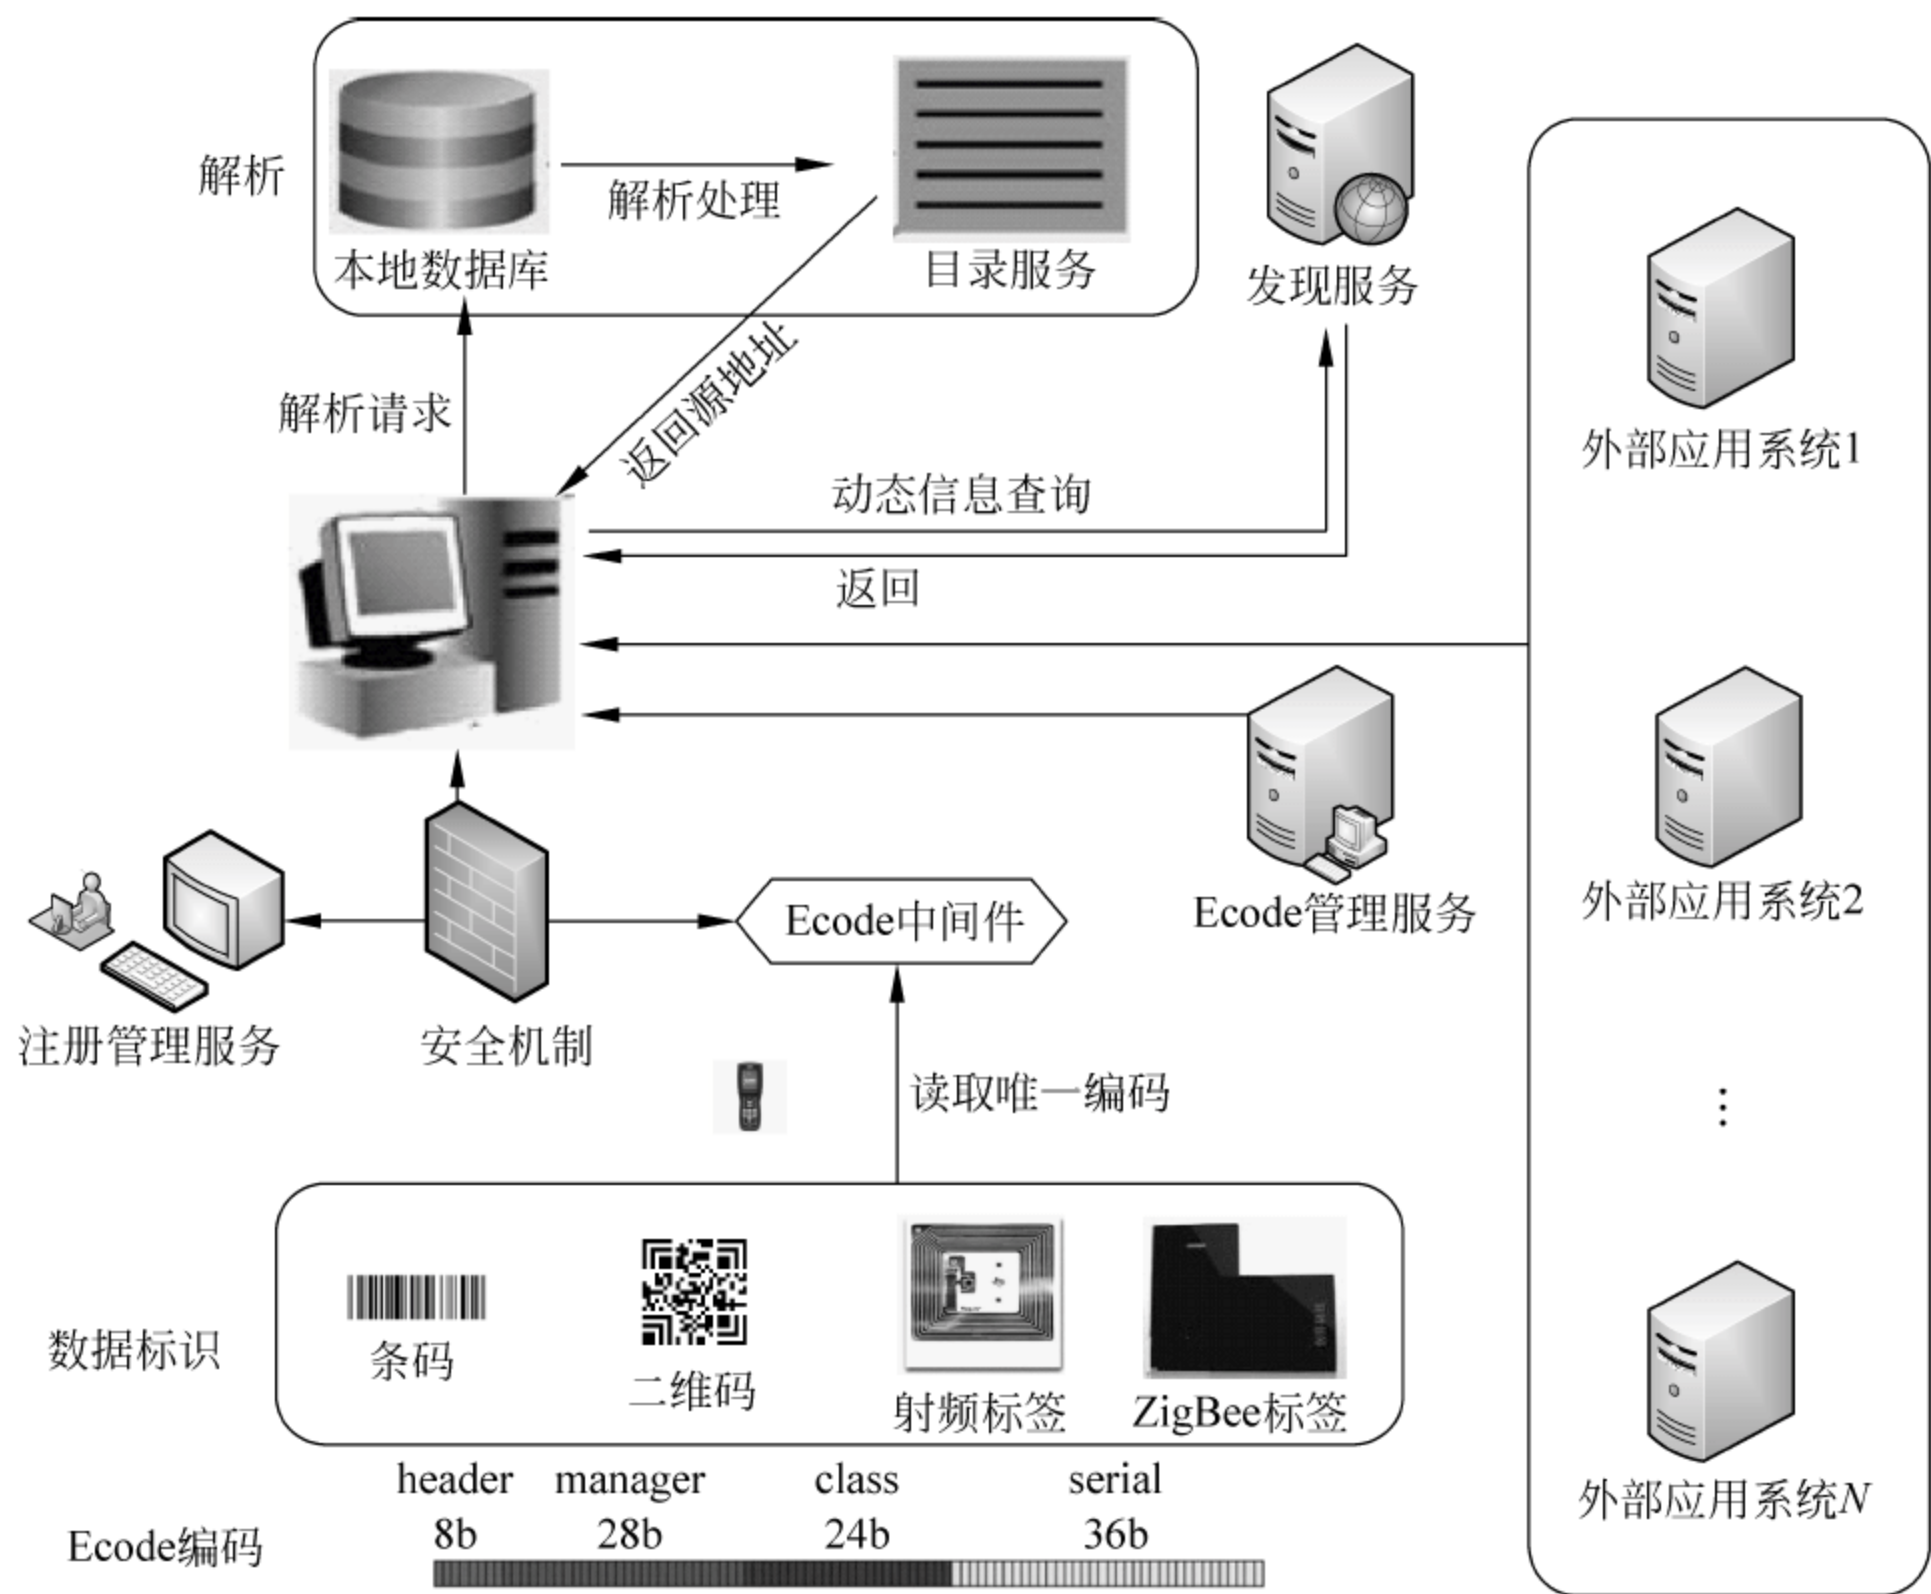 解析
解析处理
本地数据库
目录服务
发现服务
解析请求
返回源地址
动态信息查询
返回
外部应用系统1
外部应用系统2
⋮
外部应用系统N
Ecode管理服务
Ecode中间件
注册管理服务
安全机制
读取唯一编码
数据标识
条码
二维码
射频标签
ZigBee标签
header manager class serial
Ecode编码 8b 28b 24b 36b